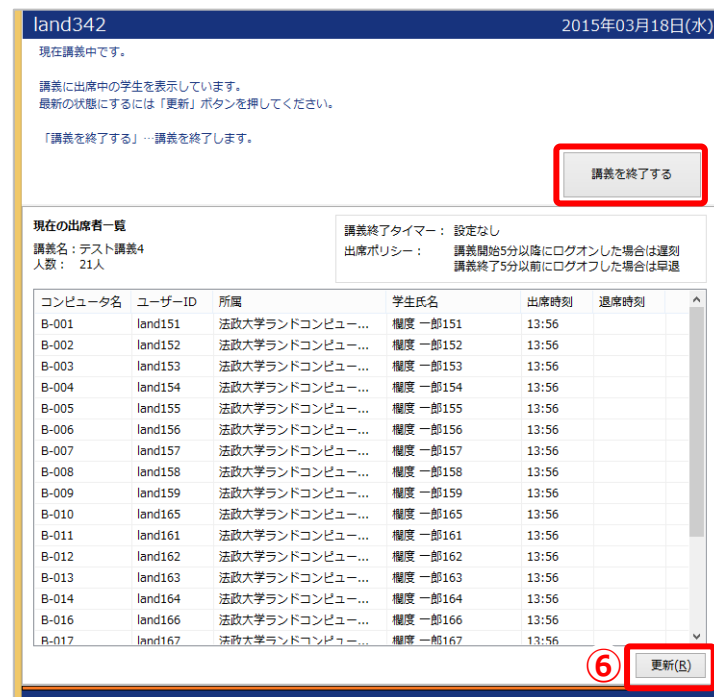 land342 2015年03月18日(水)
現在講義中です。
講義に出席中の学生を表示しています。
最新の状態にするには「更新」ボタンを押してください。
「講義を終了する」…講義を終了します。
講義を終了する
現在の出席者一覧
講義名：テスト講義4
人数： 21人
講義終了タイマー： 設定なし
出席ポリシー： 講義開始5分以降にログオンした場合は遅刻
講義終了5分以前にログオフした場合は早退
コンピュータ名 ユーザーID 所属 学生氏名 出席時刻 退席時刻
B-001 land151 法政大学ランドコンピュー... 欄度 一郎151 13:56
B-002 land152 法政大学ランドコンピュー... 欄度 一郎152 13:56
B-003 land153 法政大学ランドコンピュー... 欄度 一郎153 13:56
B-004 land154 法政大学ランドコンピュー... 欄度 一郎154 13:56
B-005 land155 法政大学ランドコンピュー... 欄度 一郎155 13:56
B-006 land156 法政大学ランドコンピュー... 欄度 一郎156 13:56
B-007 land157 法政大学ランドコンピュー... 欄度 一郎157 13:56
B-008 land158 法政大学ランドコンピュー... 欄度 一郎158 13:56
B-009 land159 法政大学ランドコンピュー... 欄度 一郎159 13:56
B-010 land165 法政大学ランドコンピュー... 欄度 一郎165 13:56
B-011 land161 法政大学ランドコンピュー... 欄度 一郎161 13:56
B-012 land162 法政大学ランドコンピュー... 欄度 一郎162 13:56
B-013 land163 法政大学ランドコンピュー... 欄度 一郎163 13:56
B-014 land164 法政大学ランドコンピュー... 欄度 一郎164 13:56
B-016 land166 法政大学ランドコンピュー... 欄度 一郎166 13:56
B-017 land167 法政大学ランドコンピュー... 欄度 一郎167 13:56
⑥ 更新(R)